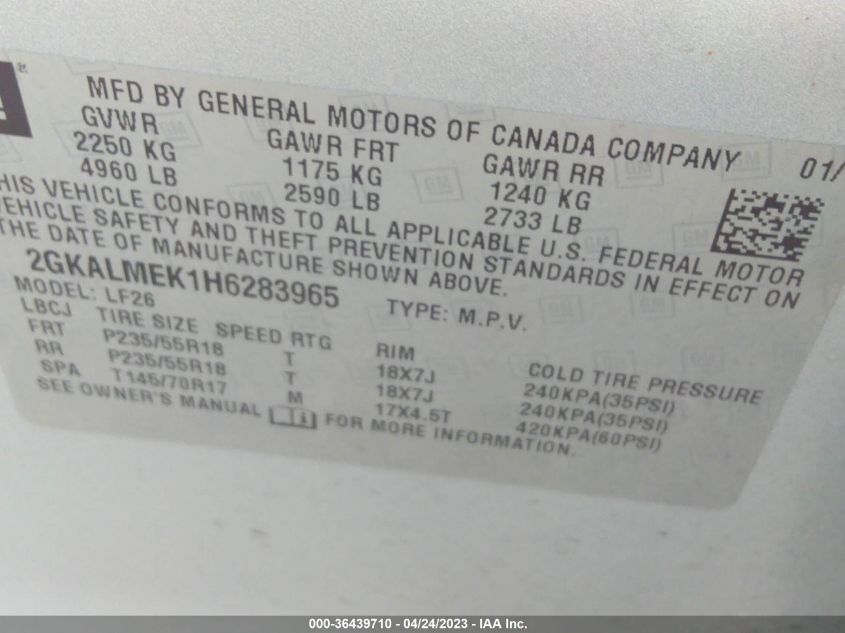 MFD BY GENERAL MOTORS OF CANADA COMPANY 01/
GVWR GAWR FRT GAWR RR
2250 KG 1175 KG 1240 KG
4960 LB 2590 LB 2733 LB
HIS VEHICLE CONFORMS TO ALL APPLICABLE U.S. FEDERAL MOTOR
EHICLE SAFETY AND THEFT PREVENTION STANDARDS IN EFFECT ON
THE DATE OF MANUFACTURE SHOWN ABOVE.
2GKALMEK1H6283965 TYPE: M.P.V.
MODEL: LF26
LBCJ TIRE SIZE SPEED RTG RIM COLD TIRE PRESSURE
FRT P235/55R18 T 18X7J 240KPA(35PSI)
RR P235/55R18 T 18X7J 240KPA(35PSI)
SPA T145/70R17 M 17X4.5T 420KPA(60PSI)
SEE OWNER'S MANUAL FOR MORE INFORMATION.
000-36439710 - 04/24/2023 - IAA Inc.